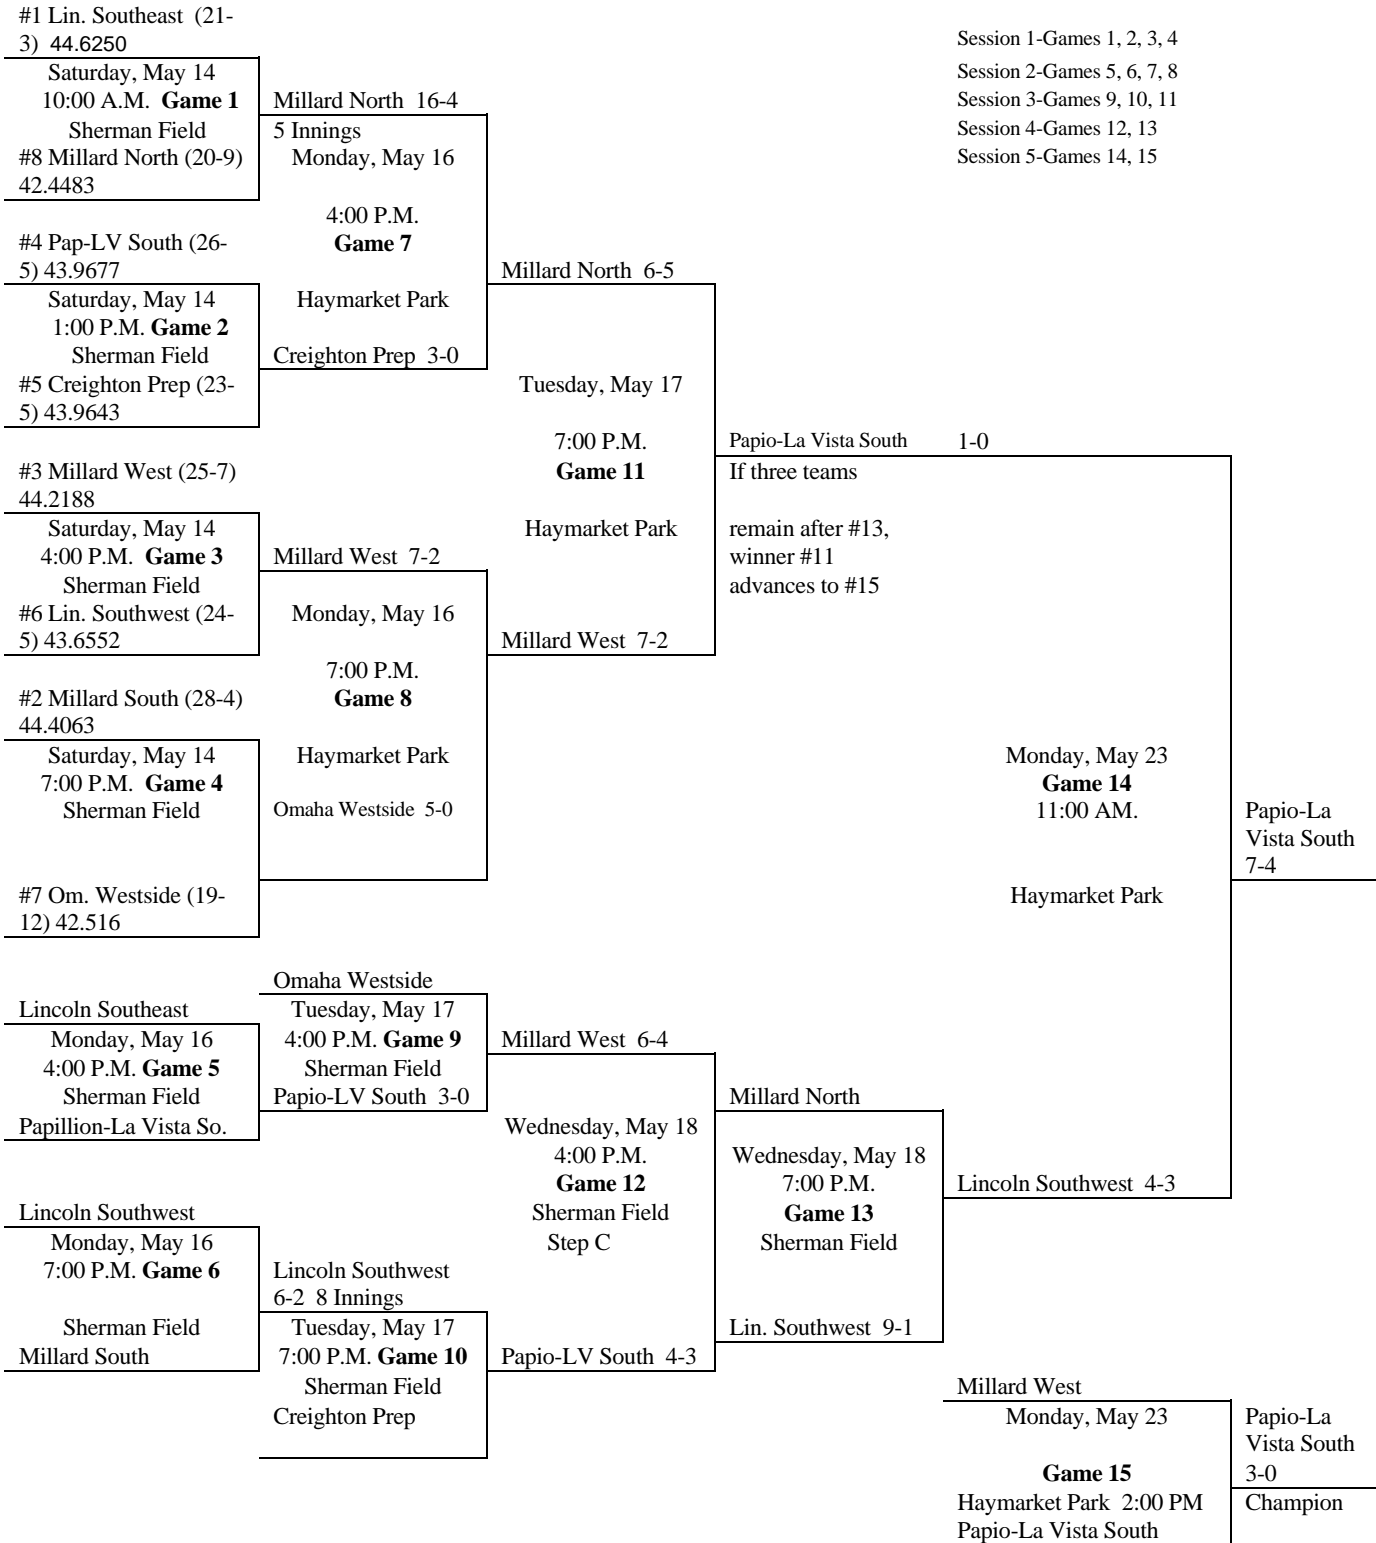 #1 Lin. Southeast (21-
3) 44.6250
Saturday, May 14
10:00 A.M. Game 1
Sherman Field
#8 Millard North (20-9)
42.4483
#4 Pap-LV South (26-
5) 43.9677
Saturday, May 14
1:00 P.M. Game 2
Sherman Field
#5 Creighton Prep (23-
5) 43.9643
#3 Millard West (25-7)
44.2188
Saturday, May 14
4:00 P.M. Game 3
Sherman Field
#6 Lin. Southwest (24-
5) 43.6552
#2 Millard South (28-4)
44.4063
Saturday, May 14
7:00 P.M. Game 4
Sherman Field
#7 Om. Westside (19-
12) 42.516
Millard North 16-4
5 Innings
Monday, May 16
4:00 P.M.
Game 7
Haymarket Park
Creighton Prep 3-0
Millard West 7-2
Monday, May 16
7:00 P.M.
Game 8
Haymarket Park
Omaha Westside 5-0
Millard North 6-5
Tuesday, May 17
7:00 P.M.
Game 11
Haymarket Park
Millard West 7-2
Papio-La Vista South 1-0
If three teams
remain after #13,
winner #11
advances to #15
Session 1-Games 1, 2, 3, 4
Session 2-Games 5, 6, 7, 8
Session 3-Games 9, 10, 11
Session 4-Games 12, 13
Session 5-Games 14, 15
Monday, May 23
Game 14
11:00 AM.
Haymarket Park
Papio-La
Vista South
7-4
Lincoln Southeast
Monday, May 16
4:00 P.M. Game 5
Sherman Field
Papillion-La Vista So.
Lincoln Southwest
Monday, May 16
7:00 P.M. Game 6
Sherman Field
Millard South
Omaha Westside
Tuesday, May 17
4:00 P.M. Game 9
Sherman Field
Papio-LV South 3-0
Lincoln Southwest
6-2 8 Innings
Tuesday, May 17
7:00 P.M. Game 10
Sherman Field
Creighton Prep
Millard West 6-4
Wednesday, May 18
4:00 P.M.
Game 12
Sherman Field
Step C
Papio-LV South 4-3
Millard North
Wednesday, May 18
7:00 P.M.
Game 13
Sherman Field
Lin. Southwest 9-1
Lincoln Southwest 4-3
Millard West
Monday, May 23
Game 15
Haymarket Park 2:00 PM
Papio-La Vista South
Papio-La
Vista South
3-0
Champion